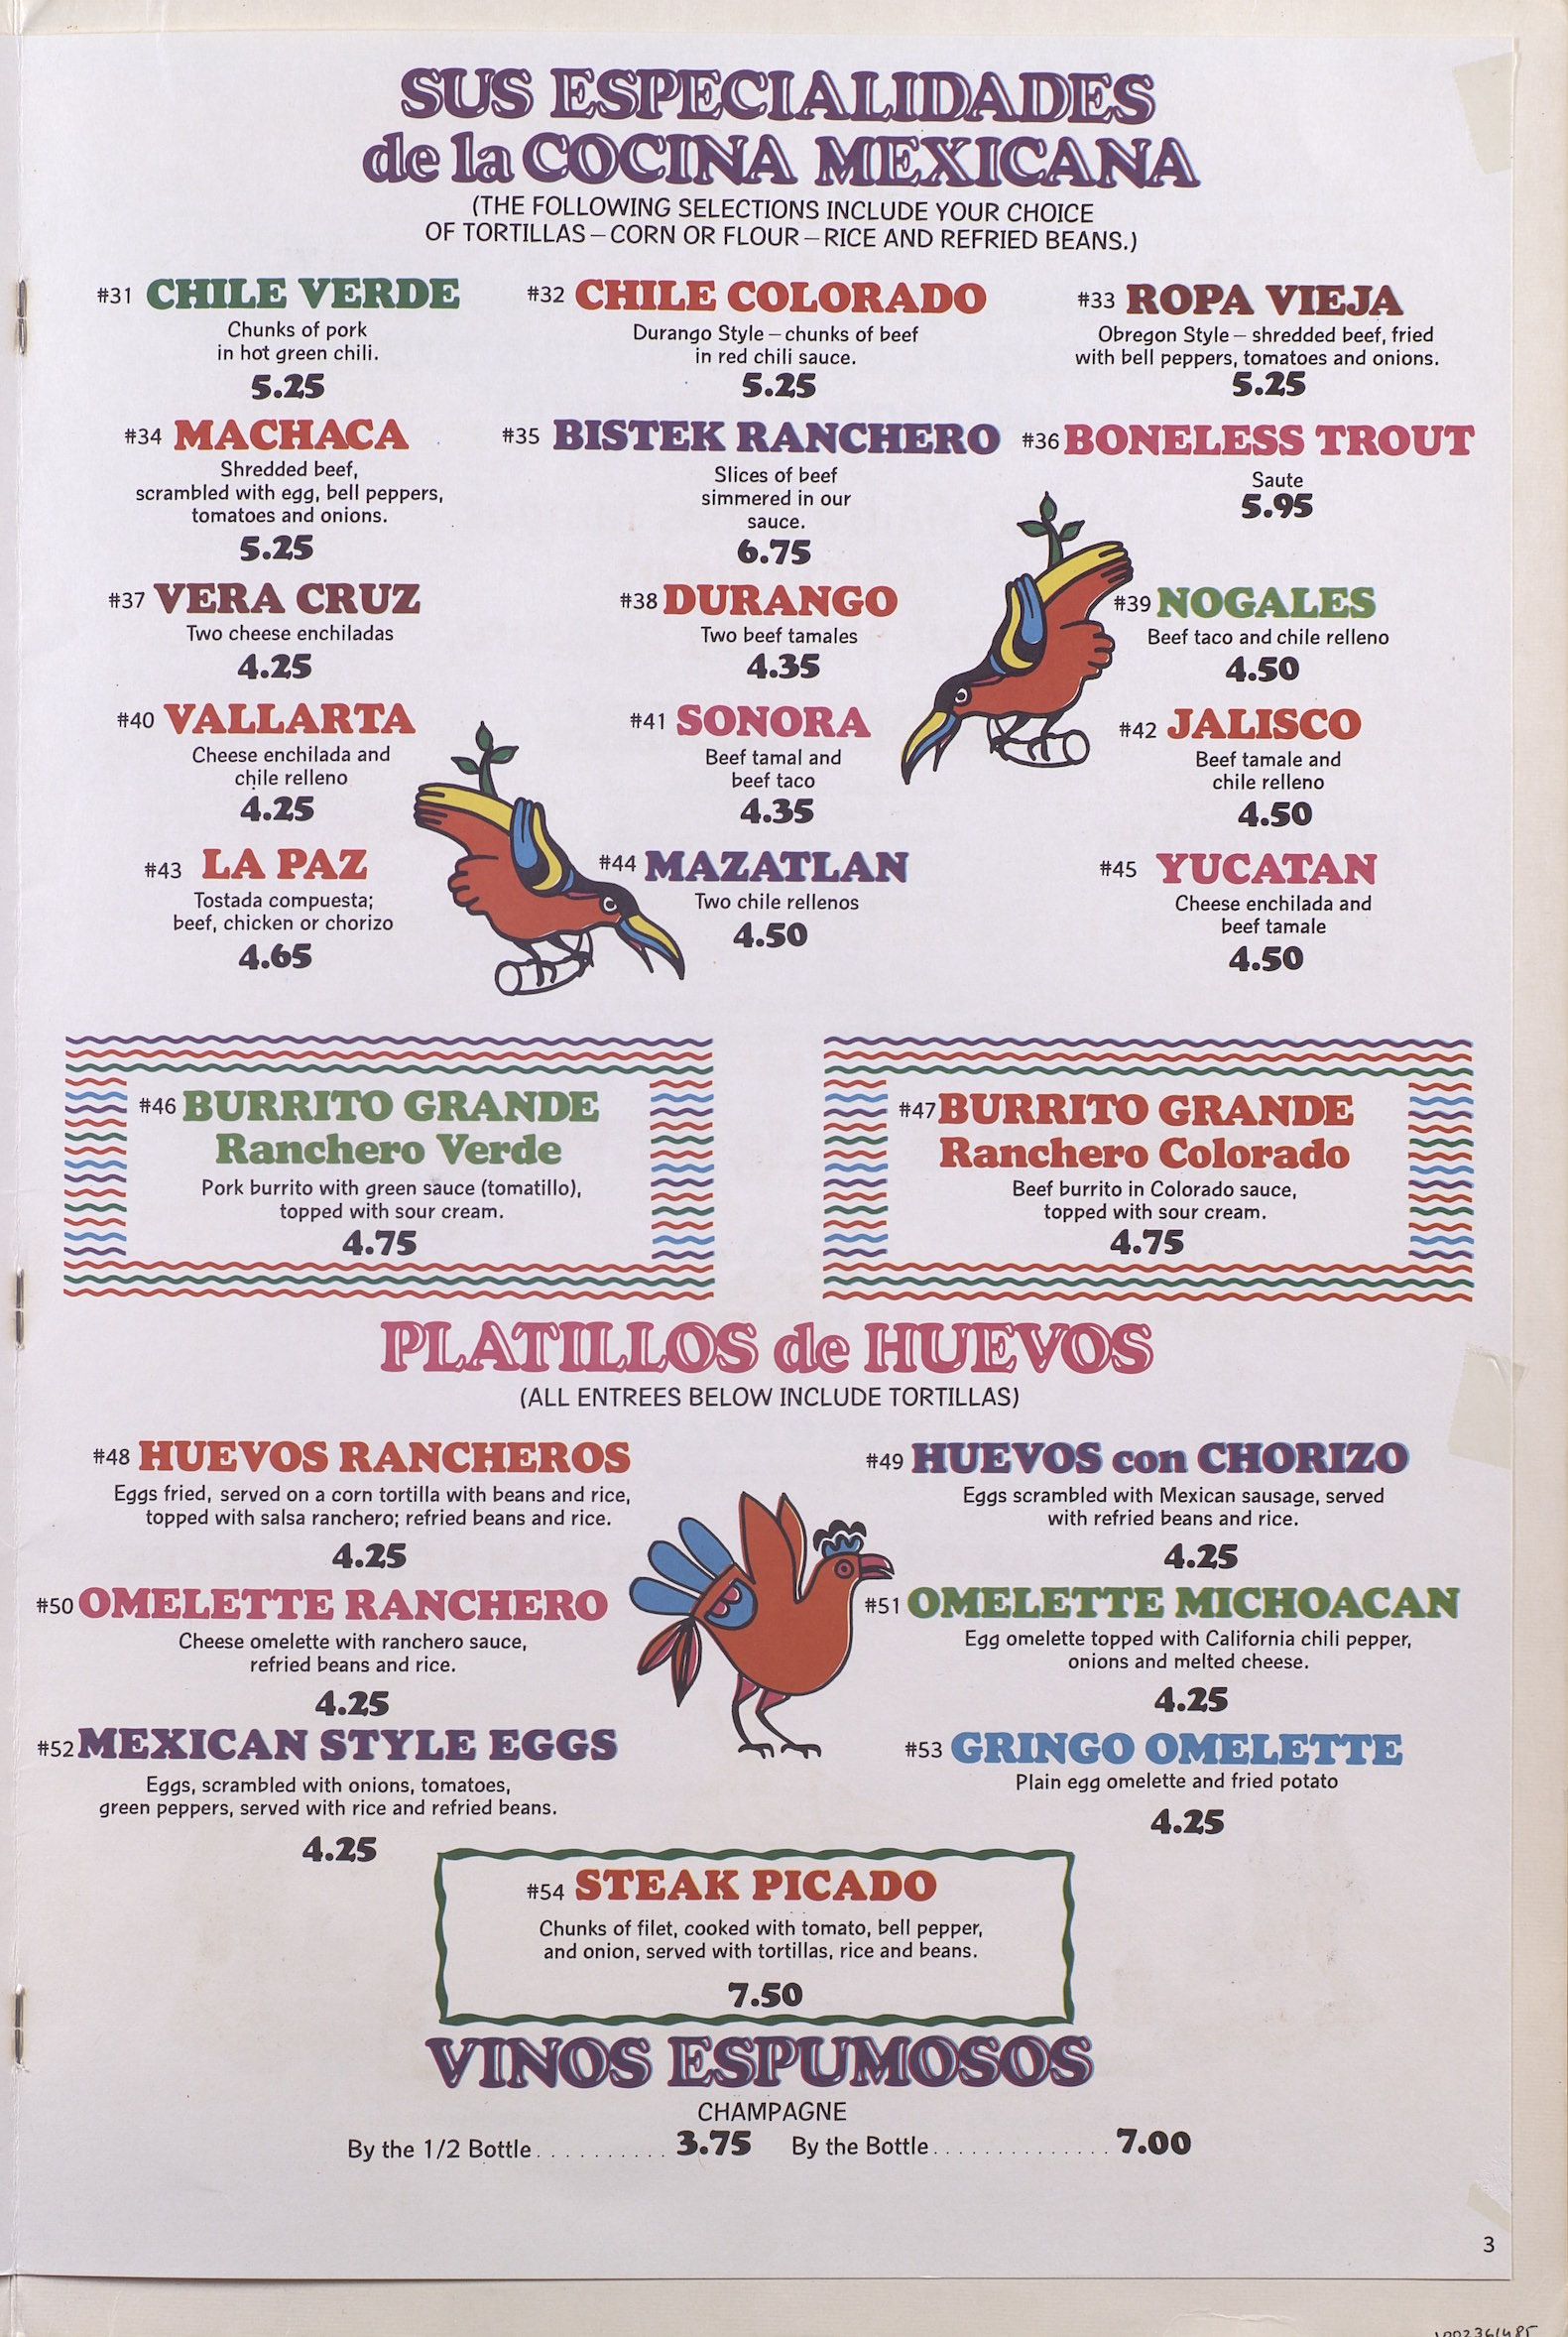 SUS ESPECIALIDADES
de la COCINA MEXICANA
(THE FOLLOWING SELECTIONS INCLUDE YOUR CHOICE
OF TORTILLAS – CORN OR FLOUR – RICE AND REFRIED BEANS.)
#31 CHILE VERDE
Chunks of pork
in hot green chili.
5.25
#32 CHILE COLORADO
Durango Style – chunks of beef
in red chili sauce.
5.25
#33 ROPA VIEJA
Obregon Style – shredded beef, fried
with bell peppers, tomatoes and onions.
5.25
#34 MACHACA
Shredded beef,
scrambled with egg, bell peppers,
tomatoes and onions.
5.25
#35 BISTEK RANCHERO
Slices of beef
simmered in our
sauce.
6.75
#36 BONELESS TROUT
Saute
5.95
#37 VERA CRUZ
Two cheese enchiladas
4.25
#38 DURANGO
Two beef tamales
4.35
#39 NOGALES
Beef taco and chile relleno
4.50
#40 VALLARTA
Cheese enchilada and
chile relleno
4.25
#41 SONORA
Beef tamal and
beef taco
4.35
#42 JALISCO
Beef tamale and
chile relleno
4.50
#43 LA PAZ
Tostada compuesta;
beef, chicken or chorizo
4.65
#44 MAZATLAN
Two chile rellenos
4.50
#45 YUCATAN
Cheese enchilada and
beef tamale
4.50
#46 BURRITO GRANDE
Ranchero Verde
Pork burrito with green sauce (tomatillo),
topped with sour cream.
4.75
#47 BURRITO GRANDE
Ranchero Colorado
Beef burrito in Colorado sauce,
topped with sour cream.
4.75
PLATILLOS de HUEVOS
(ALL ENTREES BELOW INCLUDE TORTILLAS)
#48 HUEVOS RANCHEROS
Eggs fried, served on a corn tortilla with beans and rice,
topped with salsa ranchero; refried beans and rice.
4.25
#49 HUEVOS con CHORIZO
Eggs scrambled with Mexican sausage, served
with refried beans and rice.
4.25
#50 OMELETTE RANCHERO
Cheese omelette with ranchero sauce,
refried beans and rice.
4.25
#51 OMELETTE MICHOACAN
Egg omelette topped with California chili pepper,
onions and melted cheese.
4.25
#52 MEXICAN STYLE EGGS
Eggs, scrambled with onions, tomatoes,
green peppers, served with rice and refried beans.
4.25
#53 GRINGO OMELETTE
Plain egg omelette and fried potato
4.25
#54 STEAK PICADO
Chunks of filet, cooked with tomato, bell pepper,
and onion, served with tortillas, rice and beans.
7.50
VINOS ESPUMOSOS
CHAMPAGNE
By the 1/2 Bottle.......... 3.75 By the Bottle.............. 7.00
3